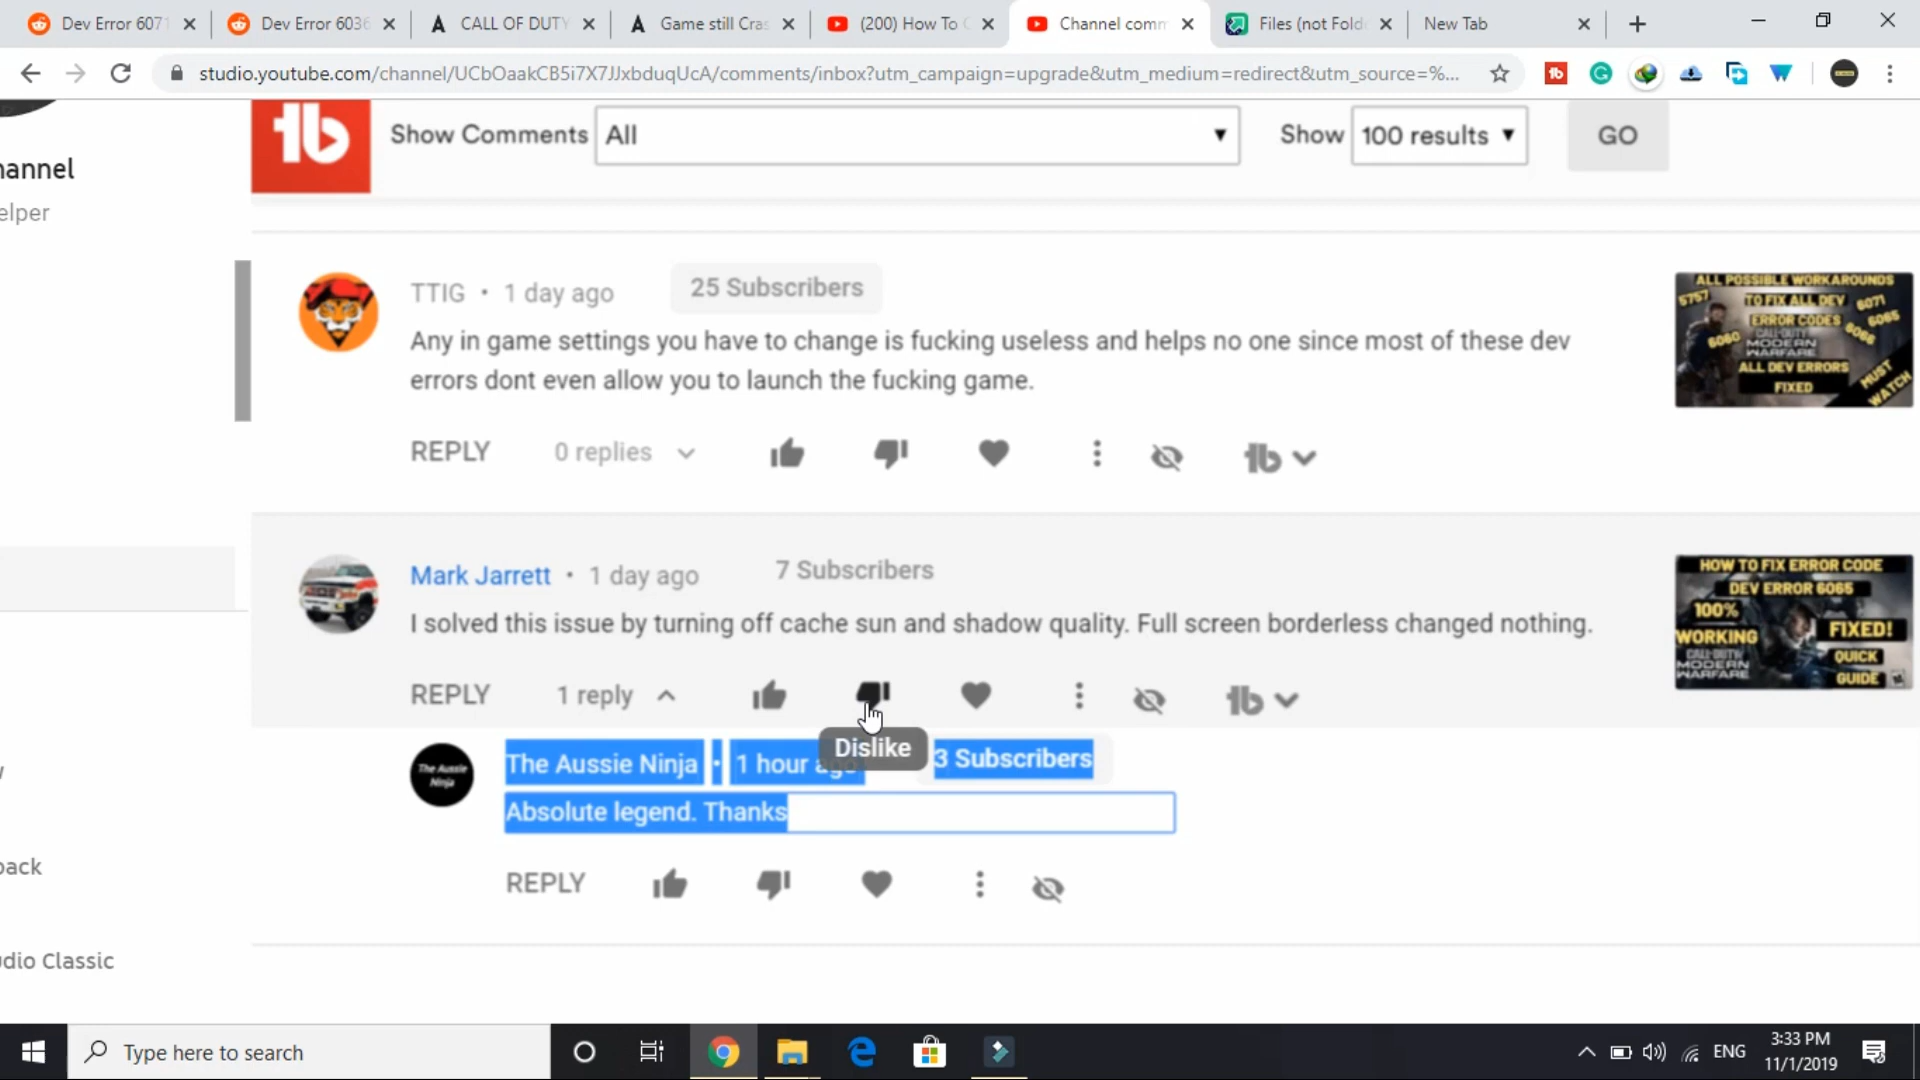 Dev Error 6071
Dev Error 6036
CALL OF DUTY
Game still Cras
(200) How To C
Channel comm
Files (not Fold
New Tab
studio.youtube.com/channel/UCbOaakCB5i7X7JJxbduqUcA/comments/inbox?utm_campaign=upgrade&utm_medium=redirect&utm_source=%...
Show Comments All Show 100 results GO
hannel
elper
TTIG • 1 day ago 25 Subscribers
Any in game settings you have to change is fucking useless and helps no one since most of these dev
errors dont even allow you to launch the fucking game.
REPLY 0 replies
ALL POSSIBLE WORKAROUNDS
5757 TO FIX ALL DEV 6071
ERROR CODES 6065
6060 CALL OF DUTY 6066
MODERN
WARFARE
ALL DEV ERRORS
FIXED
MUST
WATCH
Mark Jarrett • 1 day ago 7 Subscribers
I solved this issue by turning off cache sun and shadow quality. Full screen borderless changed nothing.
REPLY 1 reply
HOW TO FIX ERROR CODE
DEV ERROR 6065
100%
WORKING FIXED!
CALL OF DUTY
MODERN
WARFARE
QUICK
GUIDE
Dislike
The Aussie
Ninja
The Aussie Ninja • 1 hour ago 3 Subscribers
Absolute legend. Thanks
REPLY
back
udio Classic
Type here to search
ENG
3:33 PM
11/1/2019